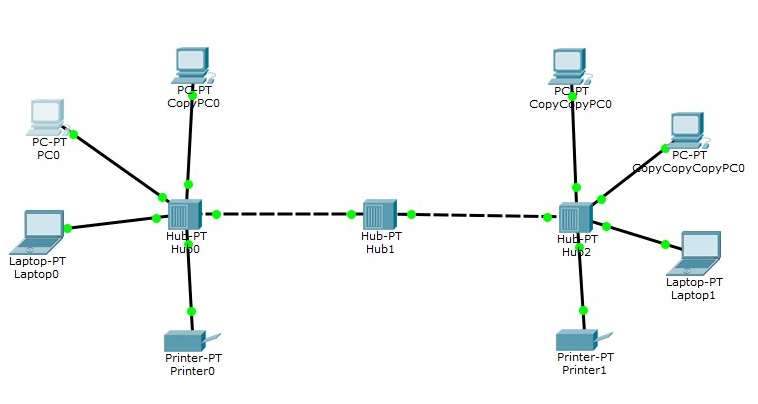 PC-PT
CopyPC0
PC-PT
CopyCopyPC0
PC-PT
PC0
PC-PT
CopyCopyCopyPC0
Hub-PT
Hub0
Hub-PT
Hub1
Hub-PT
Hub2
Laptop-PT
Laptop0
Laptop-PT
Laptop1
Printer-PT
Printer0
Printer-PT
Printer1